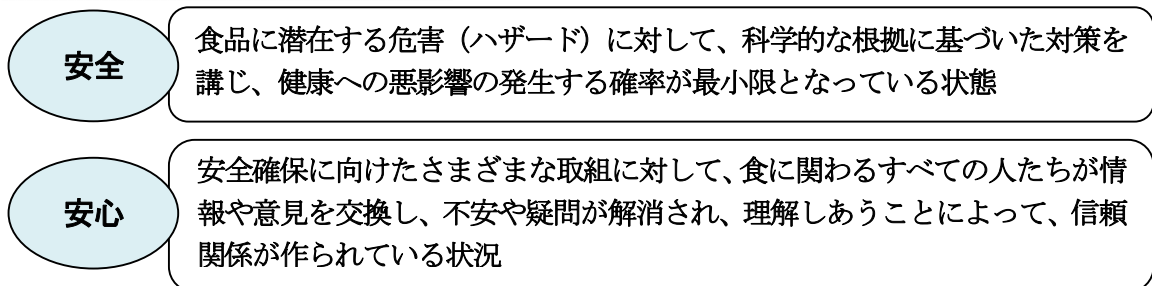 安全
食品に潜在する危害（ハザード）に対して、科学的な根拠に基づいた対策を
講じ、健康への悪影響の発生する確率が最小限となっている状態
安心
安全確保に向けたさまざまな取組に対して、食に関わるすべての人たちが情
報や意見を交換し、不安や疑問が解消され、理解しあうことによって、信頼
関係が作られている状況